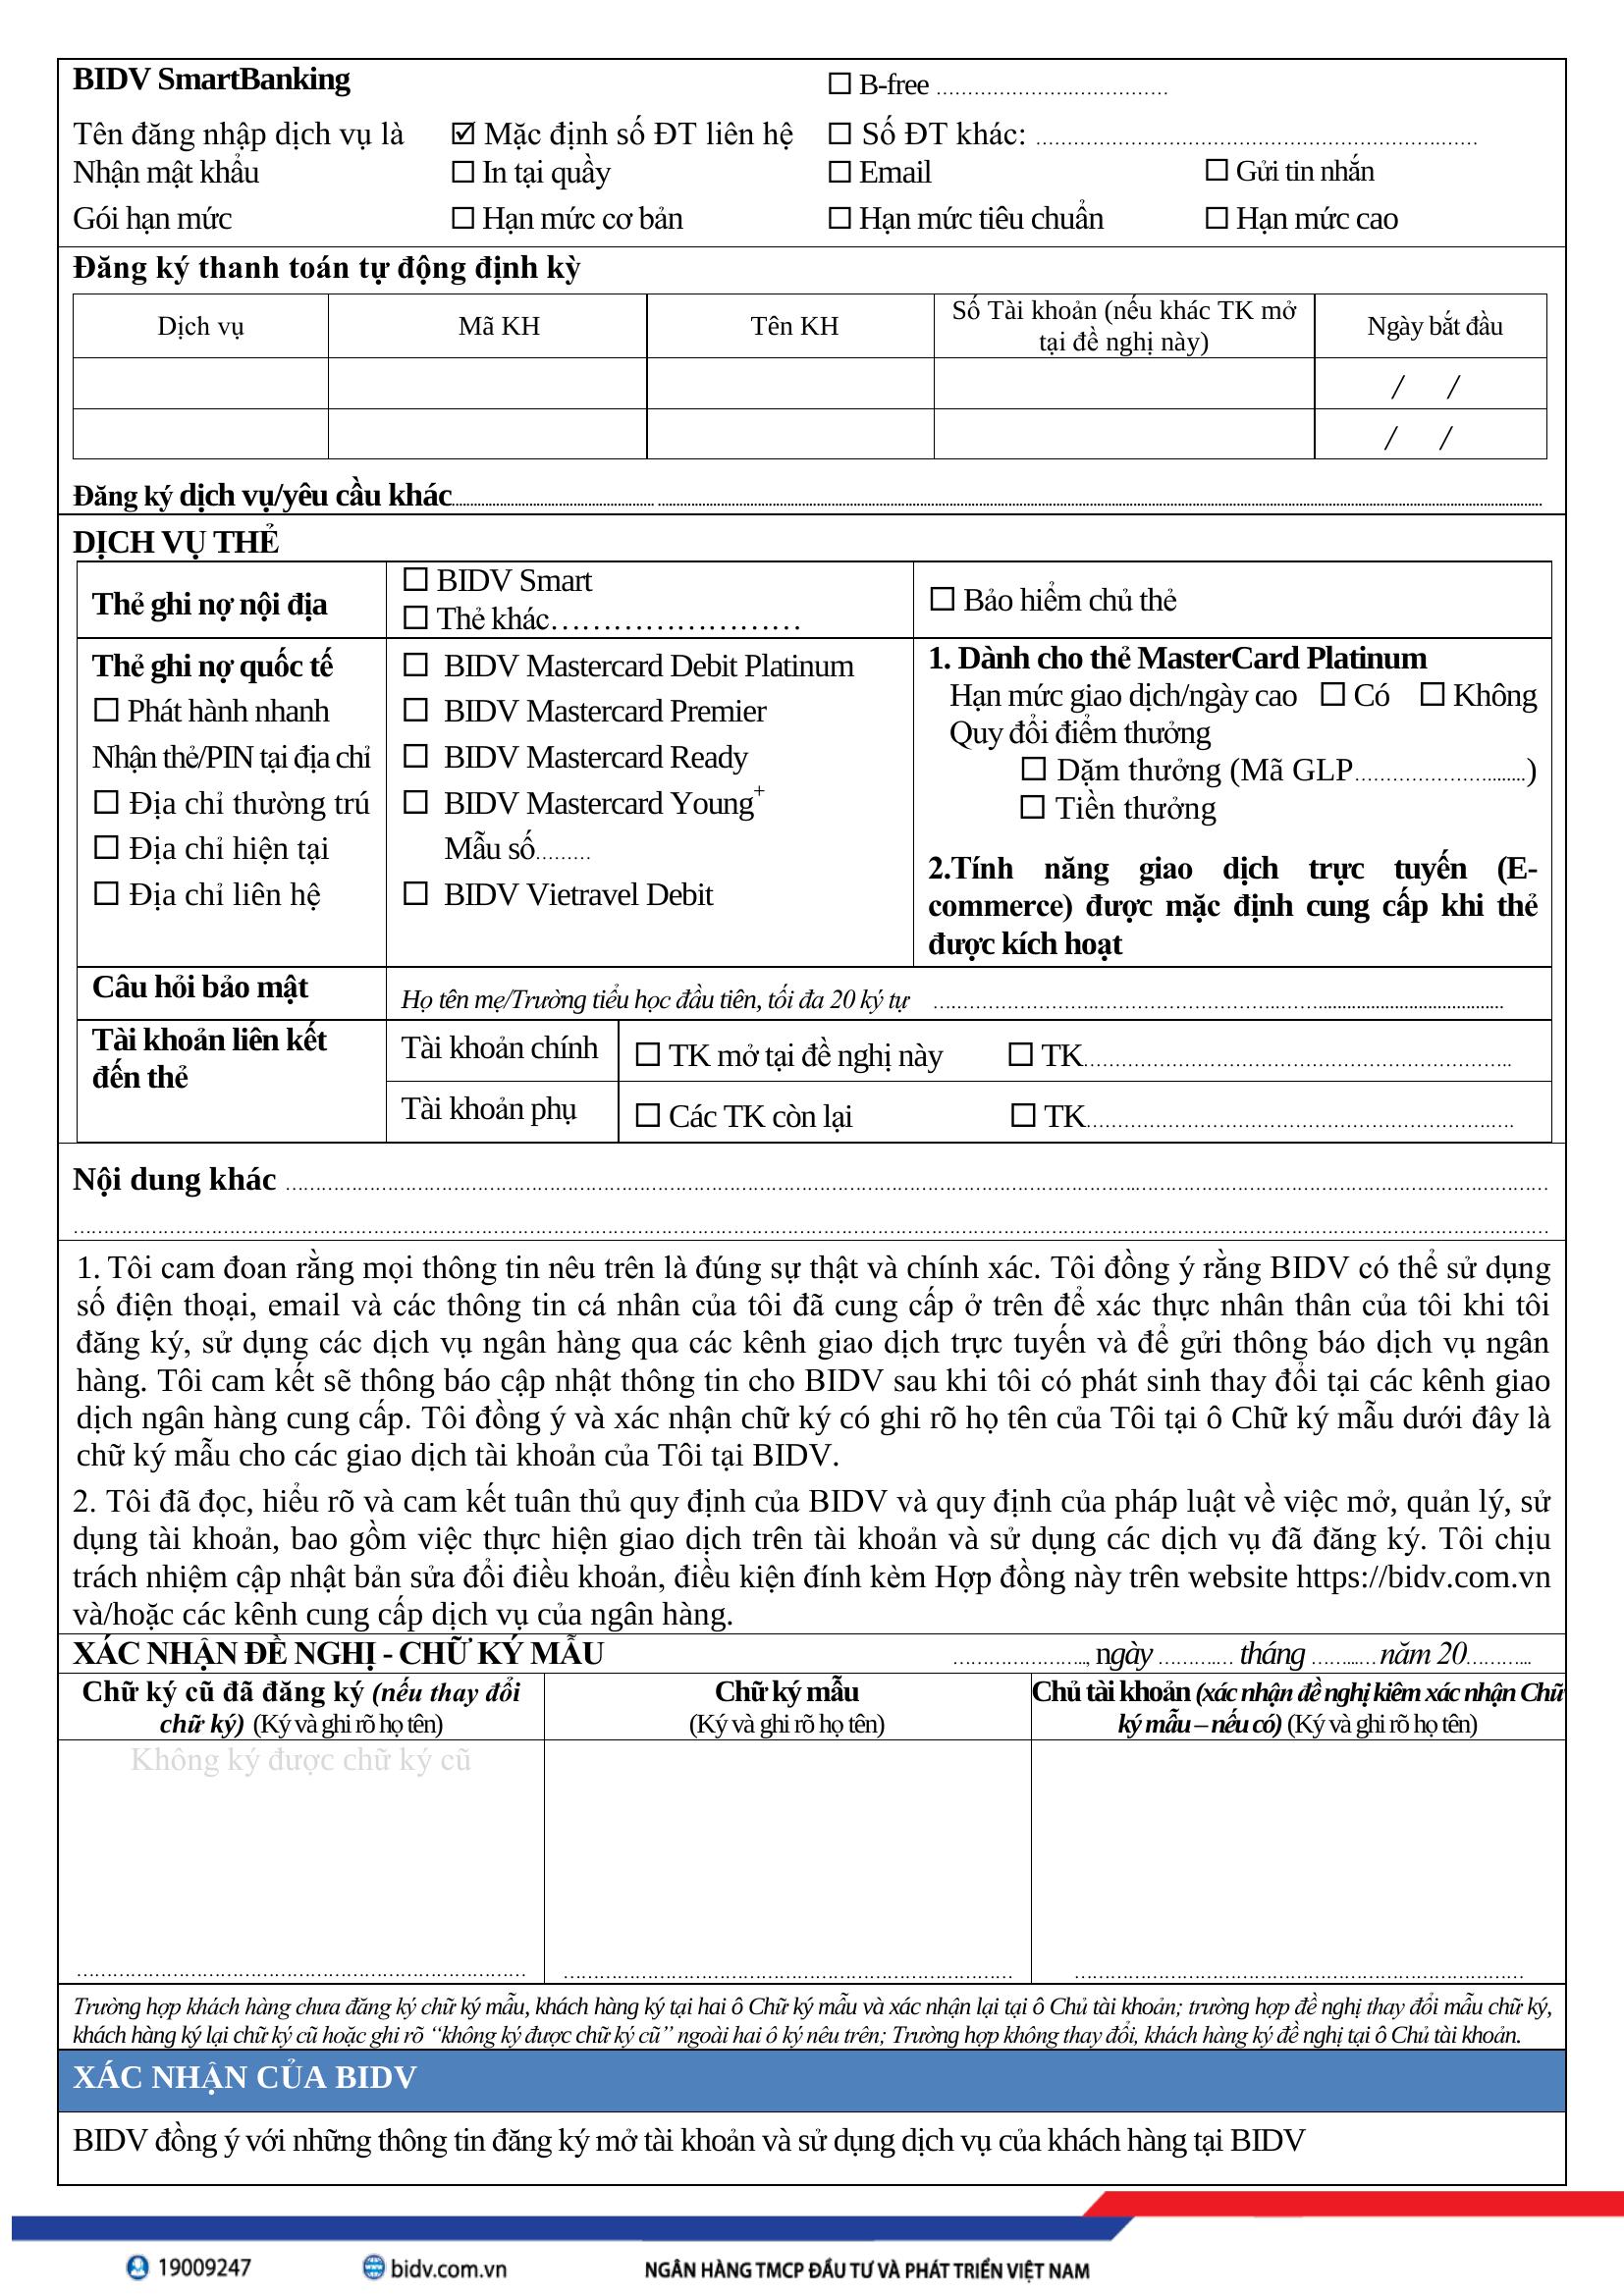 BIDV SmartBanking ☐ B-free ……………………………….
Tên đăng nhập dịch vụ là ☑ Mặc định số ĐT liên hệ ☐ Số ĐT khác: ……………………………………………………………
Nhận mật khẩu ☐ In tại quầy ☐ Email ☐ Gửi tin nhắn
Gói hạn mức ☐ Hạn mức cơ bản ☐ Hạn mức tiêu chuẩn ☐ Hạn mức cao
Đăng ký thanh toán tự động định kỳ
Dịch vụ Mã KH Tên KH Số Tài khoản (nếu khác TK mở
tại đề nghị này) Ngày bắt đầu
/ /
/ /
Đăng ký dịch vụ/yêu cầu khác................................................................................
DỊCH VỤ THẺ
Thẻ ghi nợ nội địa
☐ BIDV Smart
☐ Thẻ khác……………………
☐ Bảo hiểm chủ thẻ
Thẻ ghi nợ quốc tế
☐ Phát hành nhanh
Nhận thẻ/PIN tại địa chỉ
☐ Địa chỉ thường trú
☐ Địa chỉ hiện tại
☐ Địa chỉ liên hệ
☐ BIDV Mastercard Debit Platinum
☐ BIDV Mastercard Premier
☐ BIDV Mastercard Ready
☐ BIDV Mastercard Young+
Mẫu số………
☐ BIDV Vietravel Debit
1. Dành cho thẻ MasterCard Platinum
Hạn mức giao dịch/ngày cao ☐ Có ☐ Không
Quy đổi điểm thưởng
☐ Dặm thưởng (Mã GLP………………….......)
☐ Tiền thưởng
2.Tính năng giao dịch trực tuyến (E-
commerce) được mặc định cung cấp khi thẻ
được kích hoạt
Câu hỏi bảo mật Họ tên mẹ/Trường tiểu học đầu tiên, tối đa 20 ký tự ………………………………………………
Tài khoản liên kết
đến thẻ
Tài khoản chính ☐ TK mở tại đề nghị này ☐ TK…………………………………………………………..
Tài khoản phụ ☐ Các TK còn lại ☐ TK………………………………………………………….
Nội dung khác ………………………………………………………………………………
………………………………………………………………………………………………
1. Tôi cam đoan rằng mọi thông tin nêu trên là đúng sự thật và chính xác. Tôi đồng ý rằng BIDV có thể sử dụng
số điện thoại, email và các thông tin cá nhân của tôi đã cung cấp ở trên để xác thực nhân thân của tôi khi tôi
đăng ký, sử dụng các dịch vụ ngân hàng qua các kênh giao dịch trực tuyến và để gửi thông báo dịch vụ ngân
hàng. Tôi cam kết sẽ thông báo cập nhật thông tin cho BIDV sau khi tôi có phát sinh thay đổi tại các kênh giao
dịch ngân hàng cung cấp. Tôi đồng ý và xác nhận chữ ký có ghi rõ họ tên của Tôi tại ô Chữ ký mẫu dưới đây là
chữ ký mẫu cho các giao dịch tài khoản của Tôi tại BIDV.
2. Tôi đã đọc, hiểu rõ và cam kết tuân thủ quy định của BIDV và quy định của pháp luật về việc mở, quản lý, sử
dụng tài khoản, bao gồm việc thực hiện giao dịch trên tài khoản và sử dụng các dịch vụ đã đăng ký. Tôi chịu
trách nhiệm cập nhật bản sửa đổi điều khoản, điều kiện đính kèm Hợp đồng này trên website https://bidv.com.vn
và/hoặc các kênh cung cấp dịch vụ của ngân hàng.
XÁC NHẬN ĐỀ NGHỊ - CHỮ KÝ MẪU ………………….., ngày ………… tháng ……..… năm 20………...
Chữ ký cũ đã đăng ký (nếu thay đổi
chữ ký) (Ký và ghi rõ họ tên)
Chữ ký mẫu
(Ký và ghi rõ họ tên)
Chủ tài khoản (xác nhận đề nghị kiêm xác nhận Chữ
ký mẫu – nếu có) (Ký và ghi rõ họ tên)
Không ký được chữ ký cũ
………………………………………………………………… ………………………………………………………………… …………………………………………………………………
Trường hợp khách hàng chưa đăng ký chữ ký mẫu, khách hàng ký tại hai ô Chữ ký mẫu và xác nhận lại tại ô Chủ tài khoản; trường hợp đề nghị thay đổi mẫu chữ ký,
khách hàng ký lại chữ ký cũ hoặc ghi rõ “không ký được chữ ký cũ” ngoài hai ô ký nêu trên; Trường hợp không thay đổi, khách hàng ký đề nghị tại ô Chủ tài khoản.
XÁC NHẬN CỦA BIDV
BIDV đồng ý với những thông tin đăng ký mở tài khoản và sử dụng dịch vụ của khách hàng tại BIDV
19009247 bidv.com.vn NGÂN HÀNG TMCP ĐẦU TƯ VÀ PHÁT TRIỂN VIỆT NAM